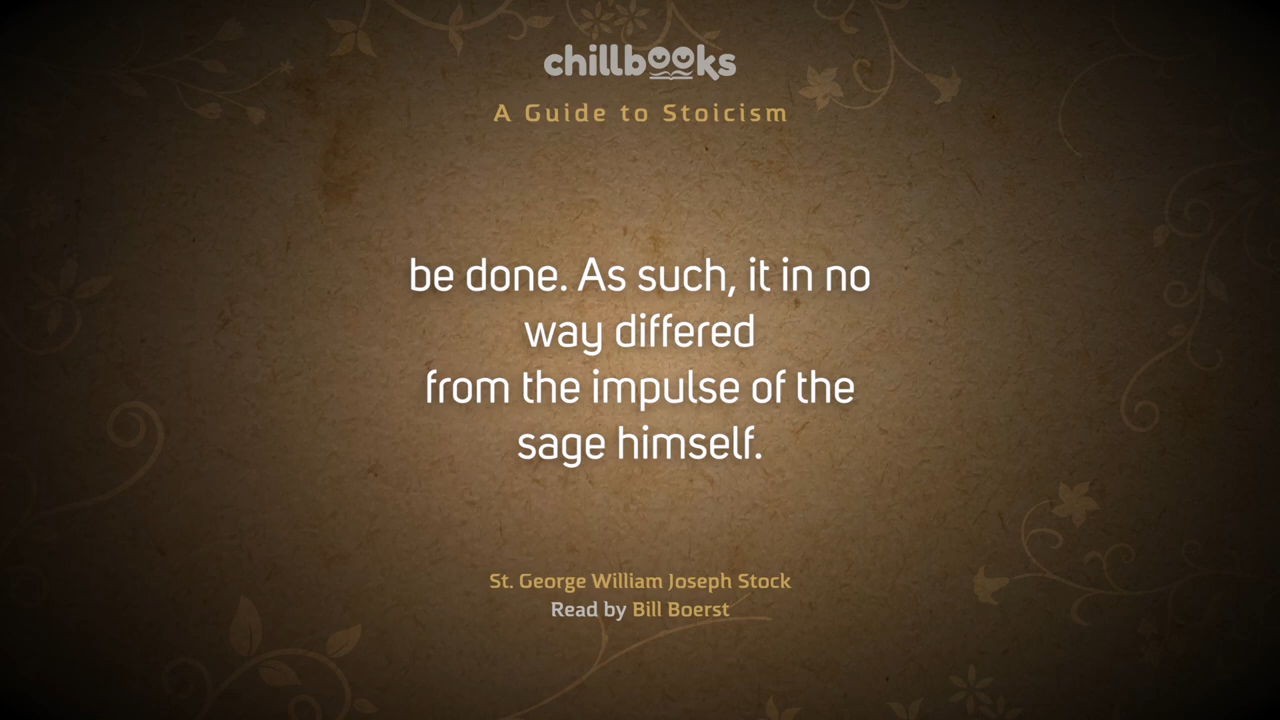 chillbooks
A Guide to Stoicism
be done. As such, it in no
way differed
from the impulse of the
sage himself.
St. George William Joseph Stock
Read by Bill Boerst